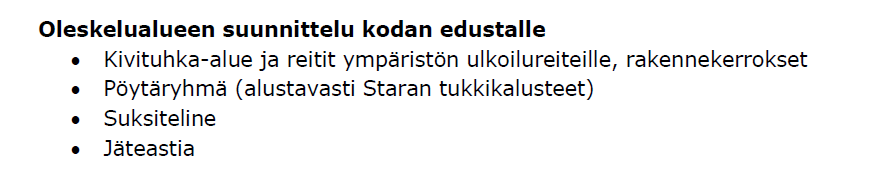 Oleskelualueen suunnittelu kodan edustalle
• Kivituhka-alue ja reitit ympäristön ulkoilureiteille, rakennekerrokset
• Pöytäryhmä (alustavasti Staran tukkikalusteet)
• Suksiteline
• Jäteastia